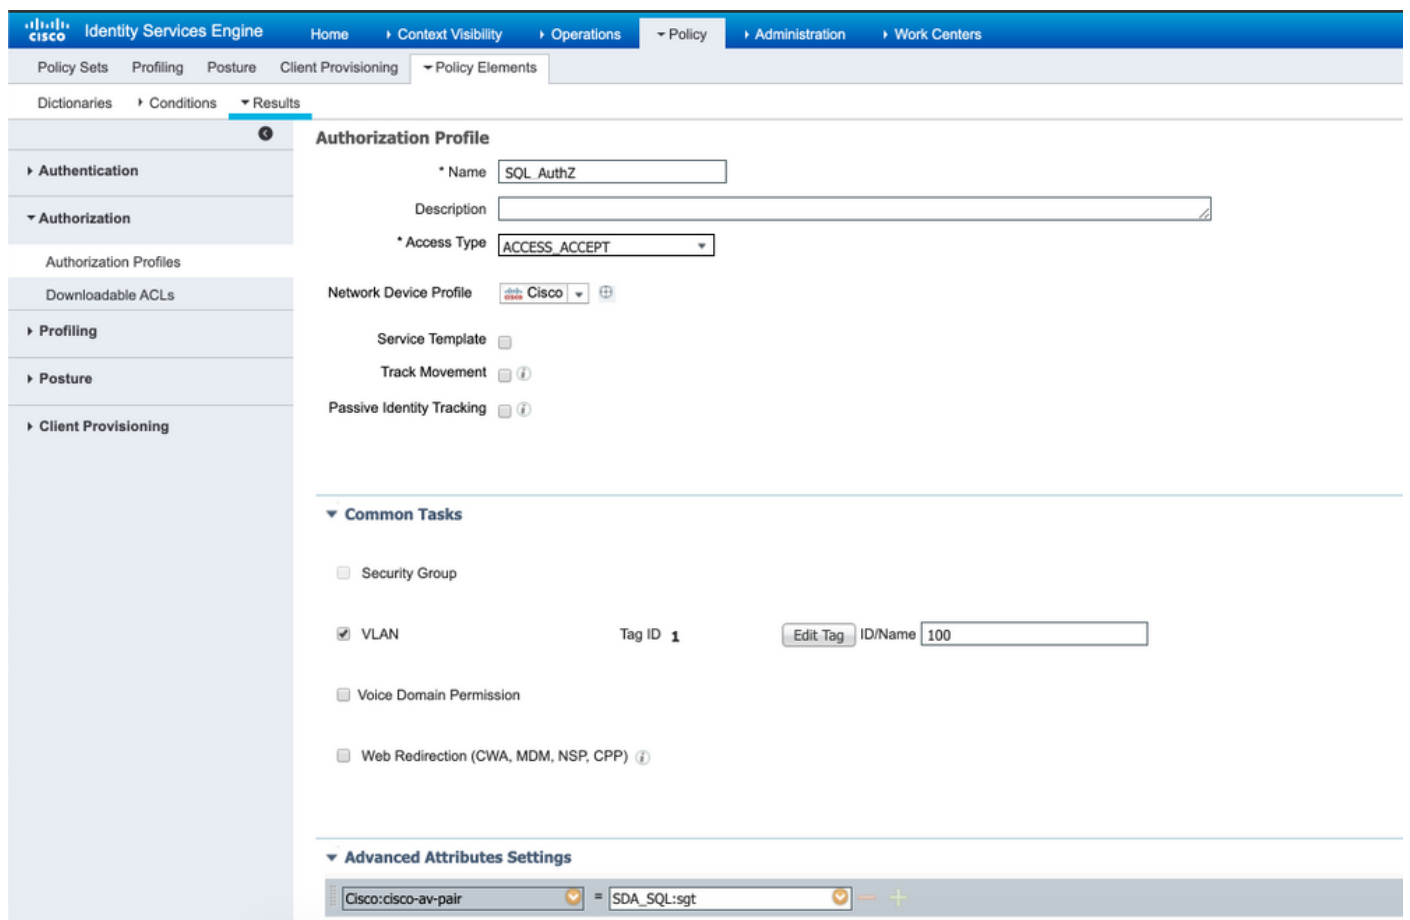 cisco Identity Services Engine Home Context Visibility Operations Policy Administration Work Centers
Policy Sets Profiling Posture Client Provisioning Policy Elements
Dictionaries Conditions Results
Authentication
Authorization
Authorization Profiles
Downloadable ACLs
Profiling
Posture
Client Provisioning
Authorization Profile
* Name SQL_AuthZ
Description
* Access Type ACCESS_ACCEPT
Network Device Profile cisco Cisco
Service Template
Track Movement i
Passive Identity Tracking i
Common Tasks
Security Group
VLAN Tag ID 1 Edit Tag ID/Name 100
Voice Domain Permission
Web Redirection (CWA, MDM, NSP, CPP) i
Advanced Attributes Settings
Cisco:cisco-av-pair = SDA_SQL:sgt